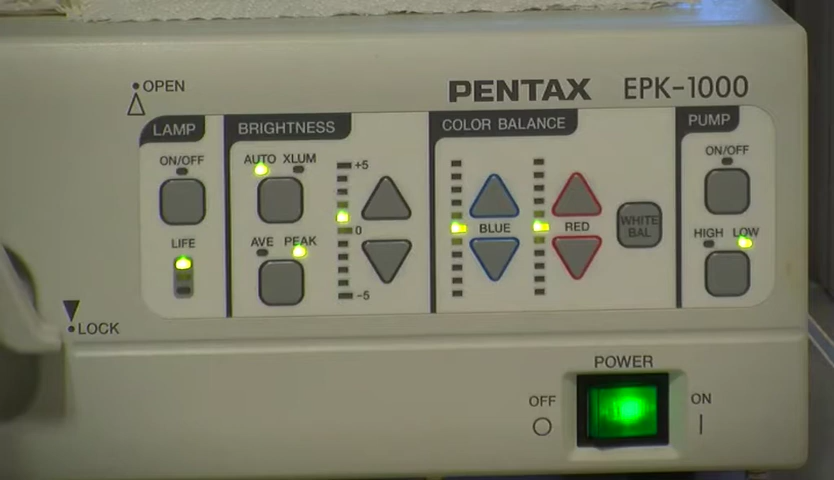 OPEN
PENTAX EPK-1000
LAMP
BRIGHTNESS
COLOR BALANCE
PUMP
ON/OFF
AUTO XLUM
+5
ON/OFF
LIFE
AVE PEAK
0
BLUE
RED
WHITE
BAL
HIGH LOW
-5
LOCK
POWER
OFF
ON